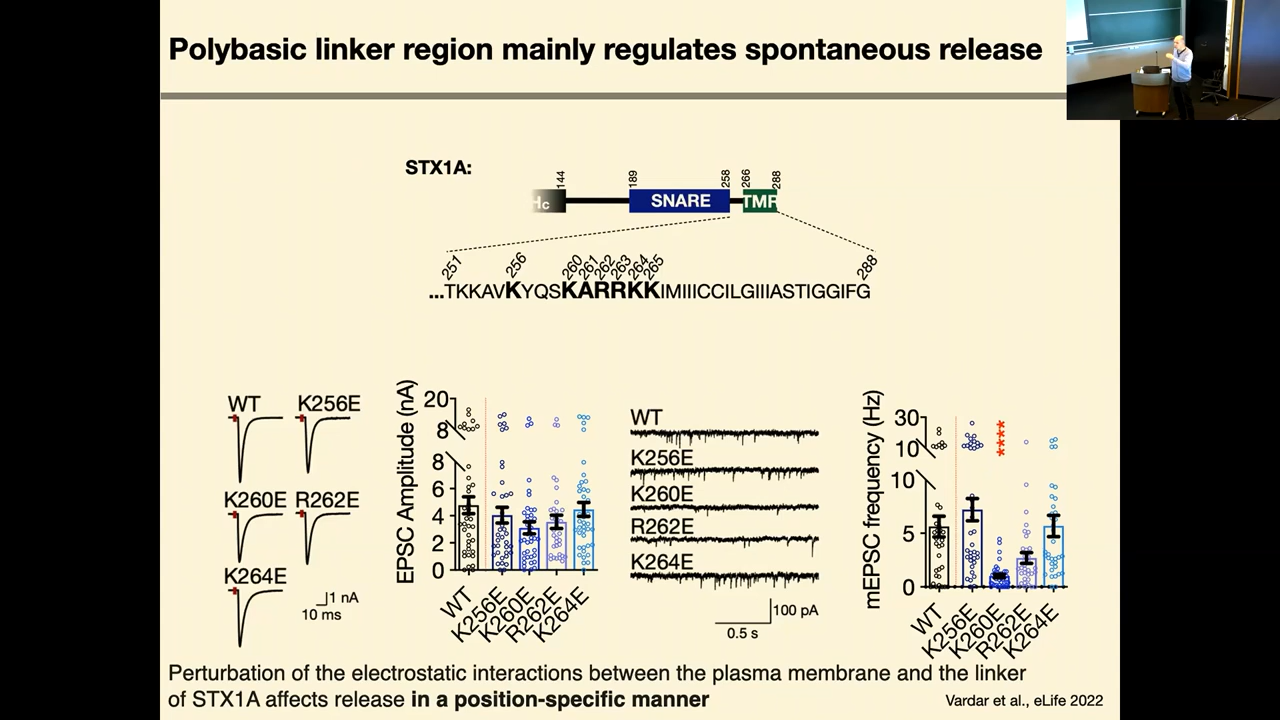 Polybasic linker region mainly regulates spontaneous release
STX1A:
144
189
258
266
288
Hc
SNARE
TMR
251
256
260
261
262
263
264
265
288
...TKKAVKYQSKARRKKIMIIICCILGIIIASTIGGIFG
WT
K256E
K260E
R262E
K264E
1 nA
10 ms
EPSC Amplitude (nA)
20
8
8
6
4
2
0
WT
K256E
K260E
R262E
K264E
WT
K256E
K260E
R262E
K264E
100 pA
0.5 s
mEPSC frequency (Hz)
30
10
10
5
0
****
WT
K256E
K260E
R262E
K264E
Perturbation of the electrostatic interactions between the plasma membrane and the linker
of STX1A affects release in a position-specific manner
Vardar et al., eLife 2022